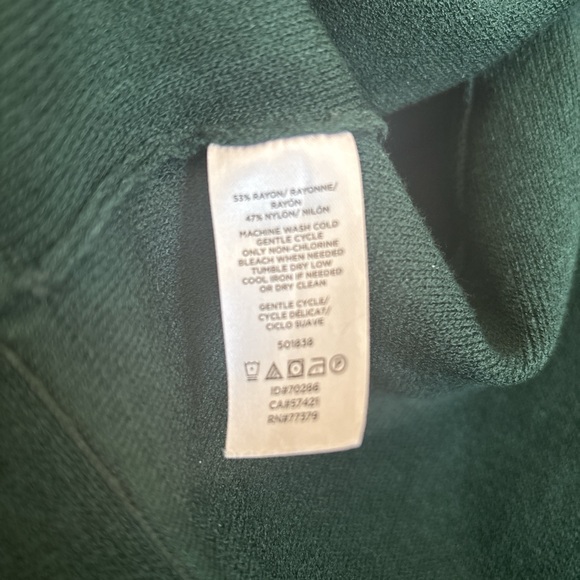 53% RAYON/ RAYONNE/
RAYÓN
47% NYLON/ NILÓN
MACHINE WASH COLD
GENTLE CYCLE
ONLY NON-CHLORINE
BLEACH WHEN NEEDED
TUMBLE DRY LOW
COOL IRON IF NEEDED
OR DRY CLEAN
GENTLE CYCLE/
CYCLE DÉLICAT/
CICLO SUAVE
501838
ID#70286
CA#57421
RN#77379